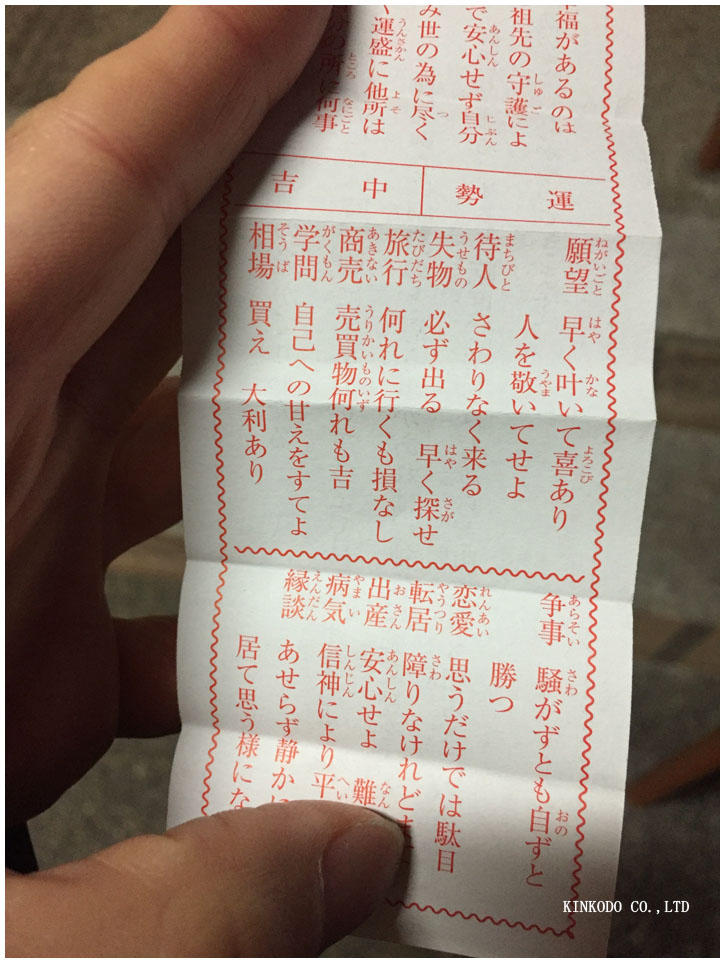 福があるのは
祖先の守護によ
で安心せず自分
み世の為に尽く
く運盛に他所は
の所に何事
運勢 中吉
願望 早く叶いて喜あり
人を敬いてせよ
待人 さわりなく来る
失物 必ず出る 早く探せ
旅行 何れに行くも損なし
商売 売買物何れも吉
学問 自己への甘えをすてよ
相場 買え 大利あり
争事 騒がずとも自ずと
勝つ
恋愛 思うだけでは駄目
転居 障りなけれど
出産 安心せよ 難
病気 信神により平
縁談 あせらず静かに
居て思う様にな
KINKODO CO.,LTD